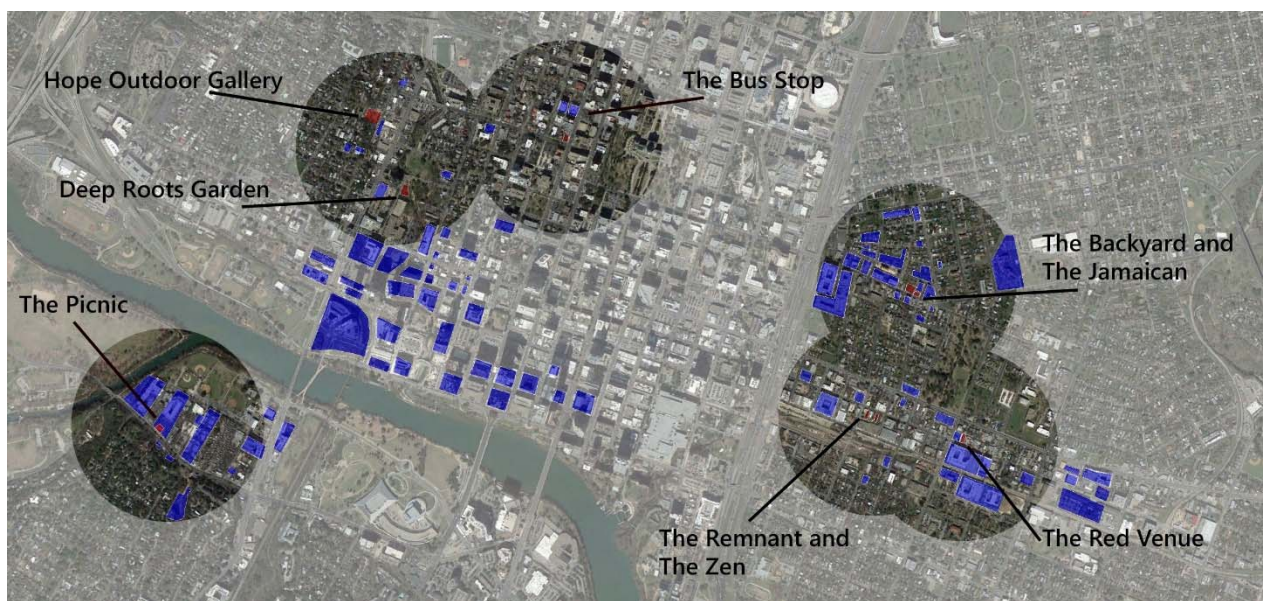 Hope Outdoor Gallery
The Bus Stop
Deep Roots Garden
The Backyard and
The Jamaican
The Picnic
The Remnant and
The Zen
The Red Venue